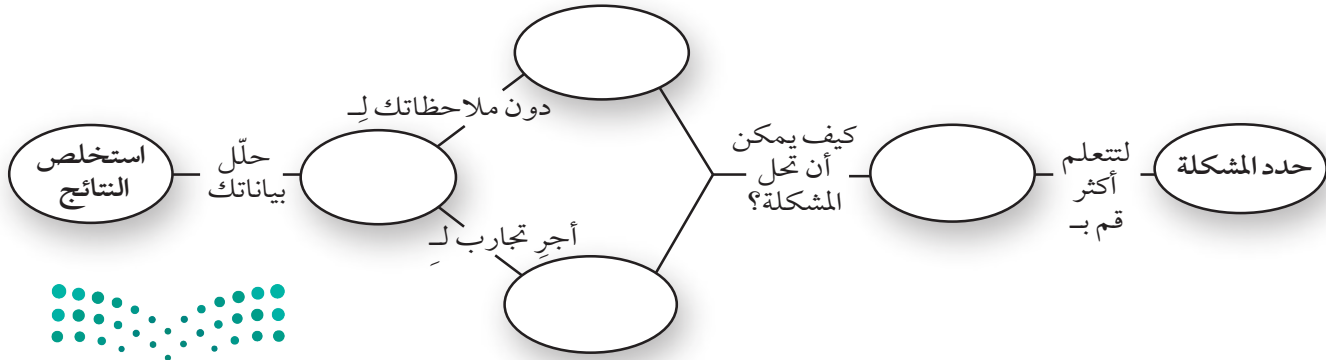 حدد المشكلة
لتتعلم
أكثر
قم بـ
كيف يمكن
أن تحل
المشكلة؟
دون ملاحظاتك لِـ
أجرِ تجارب لـِ
حلّل
بياناتك
استخلص
النتائج